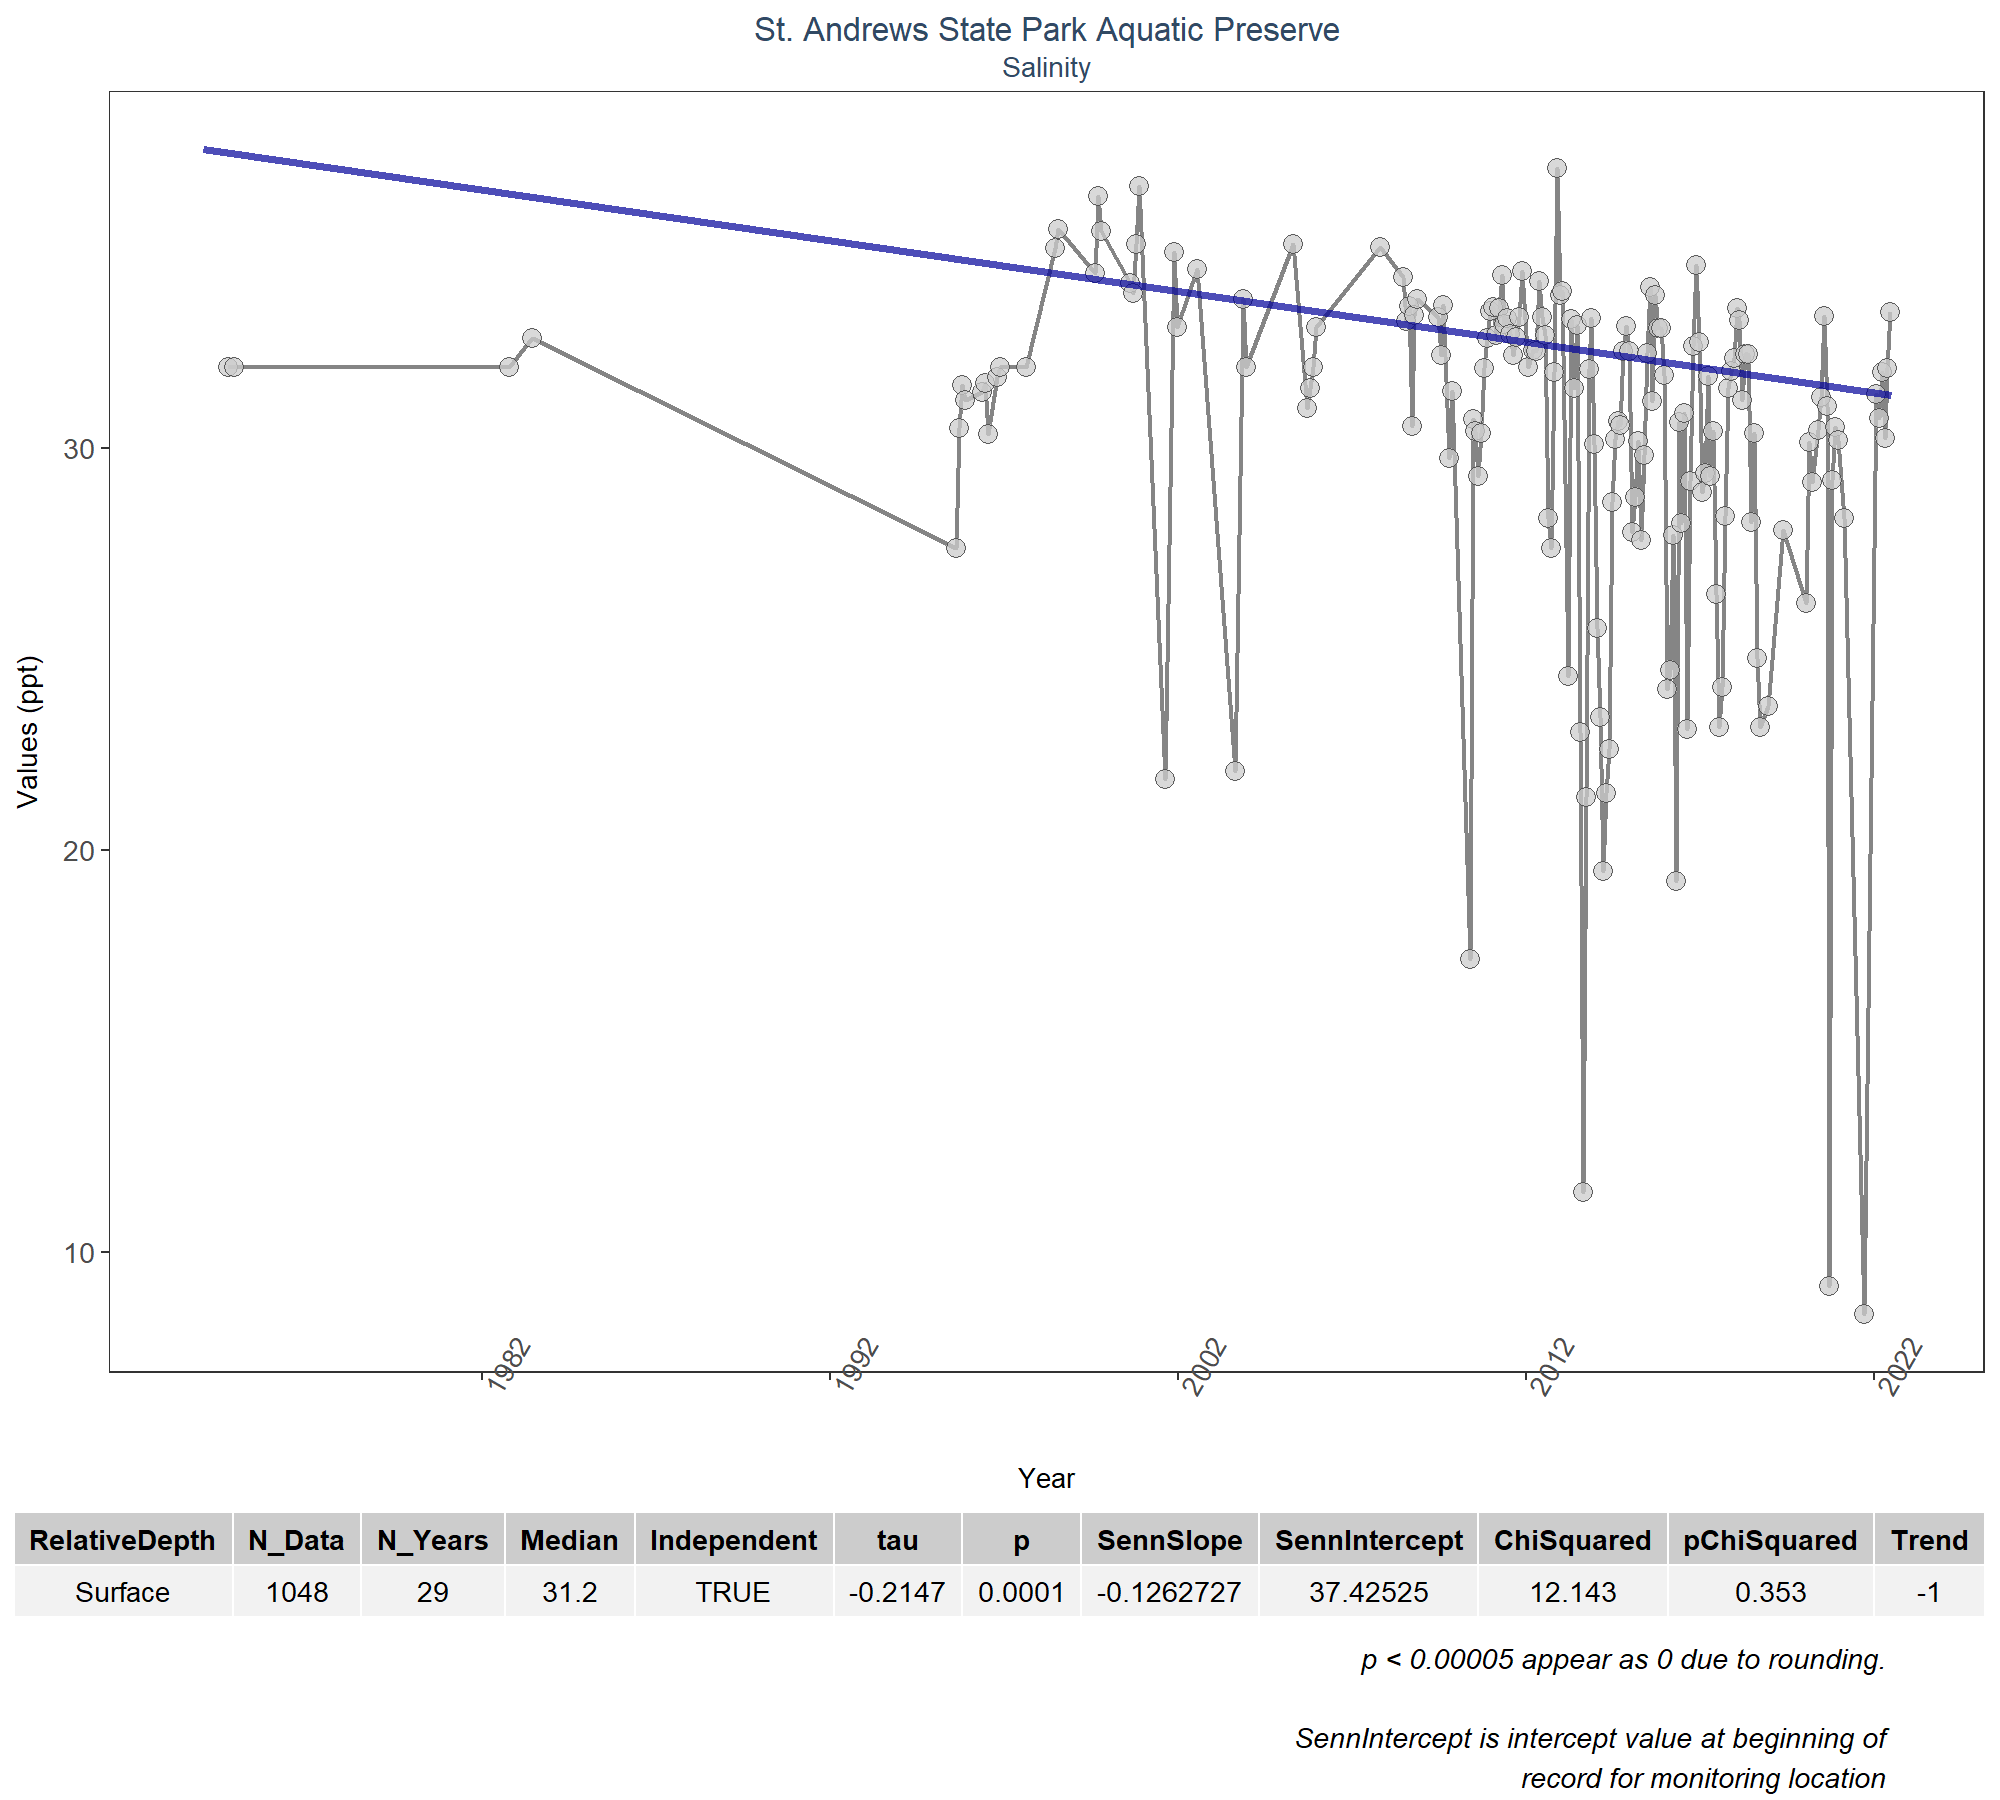 St. Andrews State Park Aquatic Preserve
Salinity
Values (ppt)
30
20
10
1982
1992
2002
2012
2022
Year
RelativeDepth N_Data N_Years Median Independent tau p SennSlope SennIntercept ChiSquared pChiSquared Trend
Surface 1048 29 31.2 TRUE -0.2147 0.0001 -0.1262727 37.42525 12.143 0.353 -1
p < 0.00005 appear as 0 due to rounding.
SennIntercept is intercept value at beginning of
record for monitoring location